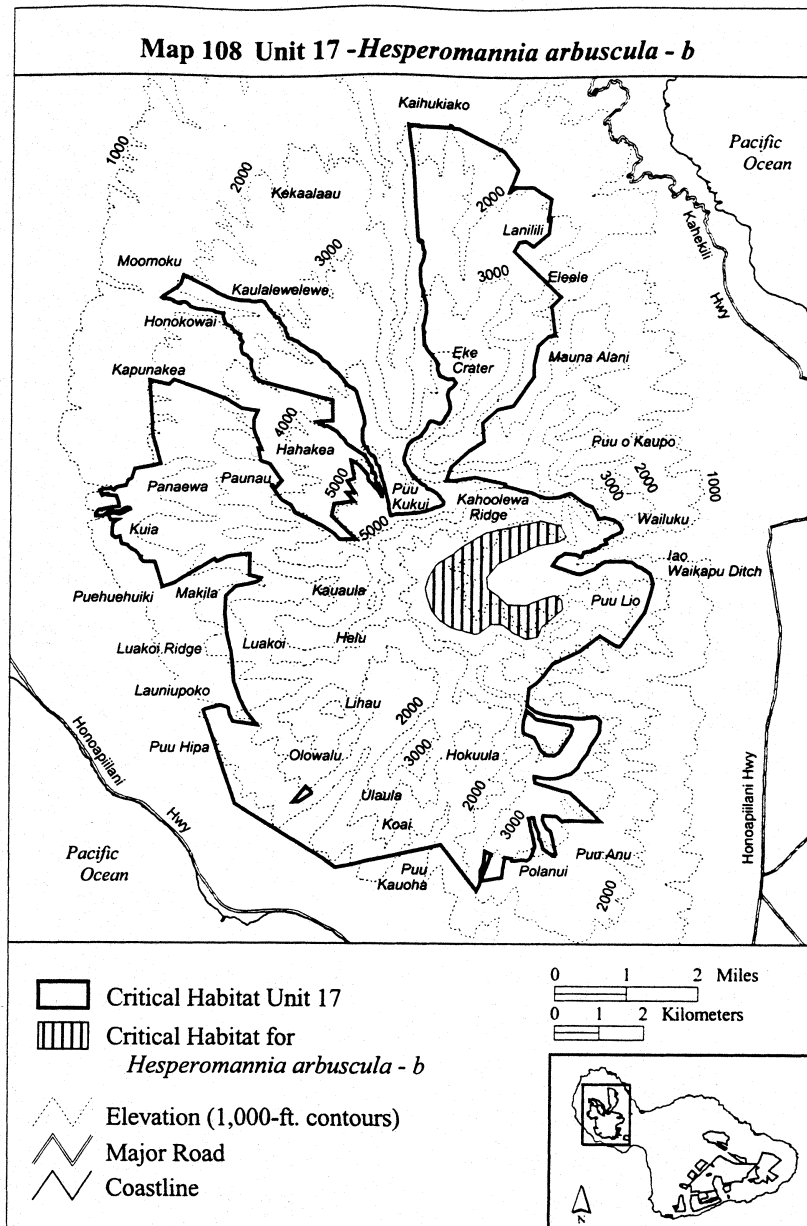 Map 108 Unit 17 -Hesperomannia arbuscula - b
Kaihukiako
Pacific
Ocean
1000
2000
Kekaalaau
2000
Lanilili
Kahekili
Hwy
3000
3000
Eleele
Moomoku
Kaulalewelewe
Honokowai
Eke
Crater
Mauna Alani
Kapunakea
4000
Hahakea
Puu o Kaupo
3000
2000
1000
Panaewa
Paunau
5000
Puu
Kukui
Kahoolewa
Ridge
Wailuku
Kuia
5000
Iao
Waikapu Ditch
Puehuehuiki
Makila
Kauaula
Puu Lio
Luakoi Ridge
Luakoi
Helu
Launiupoko
Lihau
2000
Puu Hipa
Olowalu
3000
Hokuula
Honoapiilani
Hwy
Ulaula
2000
Honoapiilani Hwy
Koai
3000
Pacific
Ocean
Puu
Kauoha
Polanui
Puu Anu
2000
Critical Habitat Unit 17
Critical Habitat for
Hesperomannia arbuscula - b
Elevation (1,000-ft. contours)
Major Road
Coastline
0 1 2 Miles
0 1 2 Kilometers
N